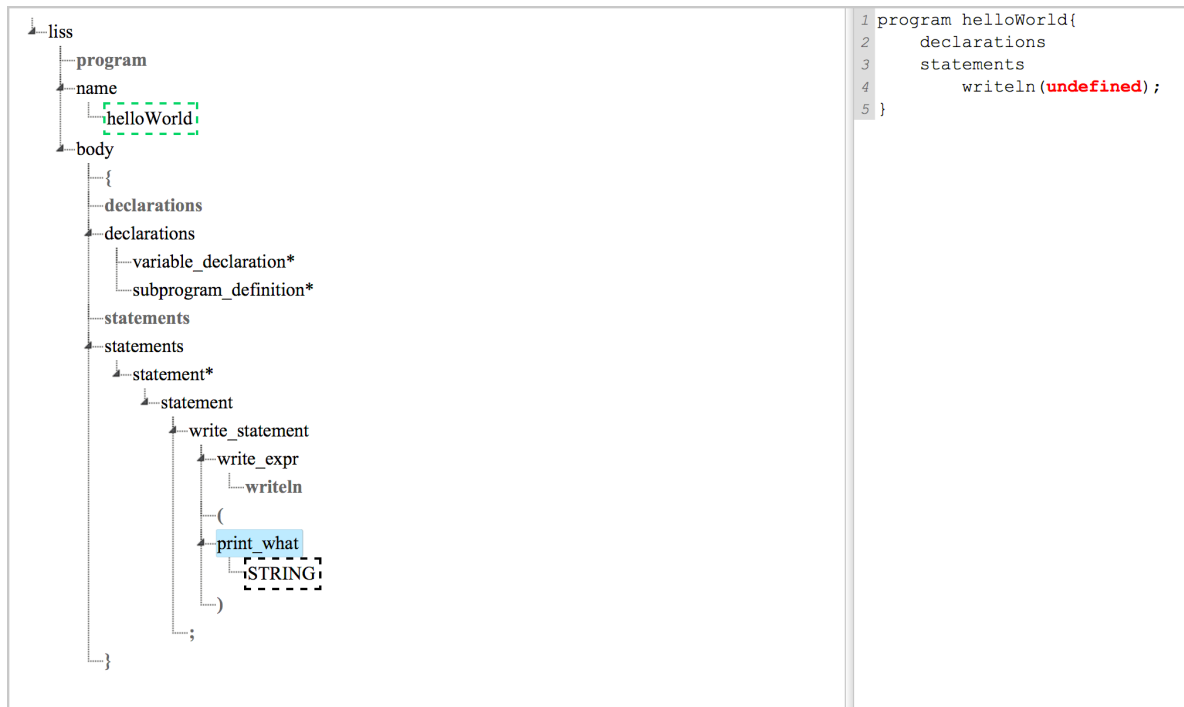 liss
program
name
helloWorld
body
{
declarations
declarations
variable_declaration*
subprogram_definition*
statements
statements
statement*
statement
write_statement
write_expr
writeln
(
print_what
STRING
)
;
}
1 program helloWorld{
2 declarations
3 statements
4 writeln(undefined);
5 }